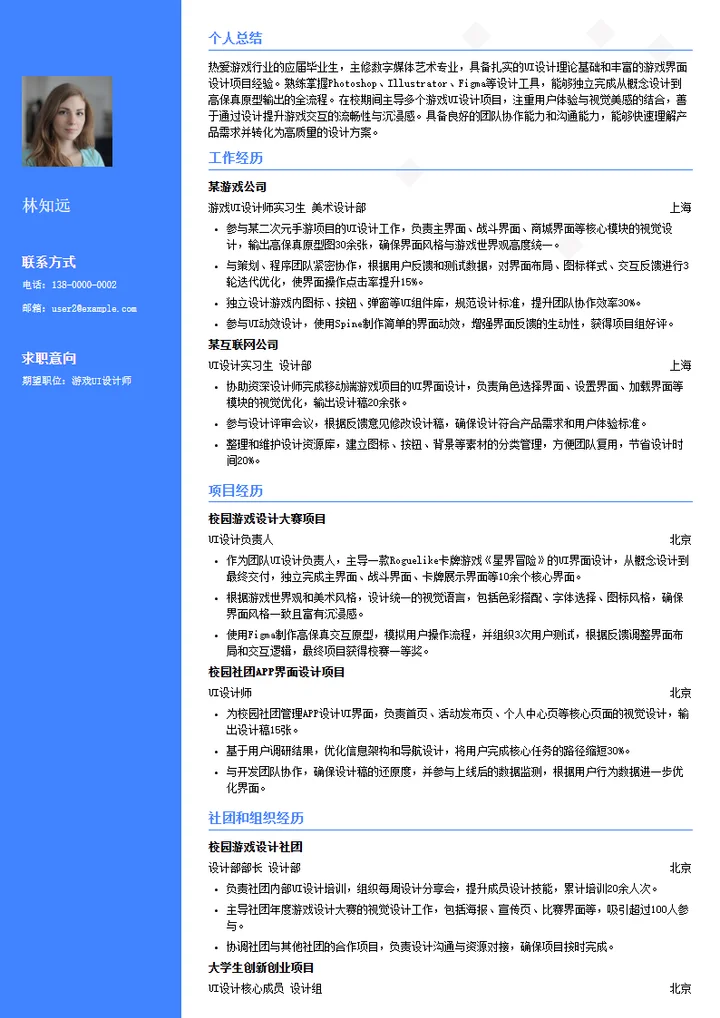 林知远
联系方式
电话：138-0000-0002
邮箱：user2@example.com
求职意向
期望职位：游戏UI设计师
个人总结
热爱游戏行业的应届毕业生，主修数字媒体艺术专业，具备扎实的UI设计理论基础和丰富的游戏界面
设计项目经验。熟练掌握Photoshop、Illustrator、Figma等设计工具，能够独立完成从概念设计到
高保真原型输出的全流程。在校期间主导多个游戏UI设计项目，注重用户体验与视觉美感的结合，善
于通过设计提升游戏交互的流畅性与沉浸感。具备良好的团队协作能力和沟通能力，能够快速理解产
品需求并转化为高质量的设计方案。
工作经历
某游戏公司
游戏UI设计师实习生 美术设计部 上海
• 参与某二次元手游项目的UI设计工作，负责主界面、战斗界面、商城界面等核心模块的视觉设
计，输出高保真原型图30余张，确保界面风格与游戏世界观高度统一。
• 与策划、程序团队紧密协作，根据用户反馈和测试数据，对界面布局、图标样式、交互反馈进行3
轮迭代优化，使界面操作点击率提升15%。
• 独立设计游戏内图标、按钮、弹窗等UI组件库，规范设计标准，提升团队协作效率30%。
• 参与UI动效设计，使用Spine制作简单的界面动效，增强界面反馈的生动性，获得项目组好评。
某互联网公司
UI设计实习生 设计部 上海
• 协助资深设计师完成移动端游戏项目的UI界面设计，负责角色选择界面、设置界面、加载界面等
模块的视觉优化，输出设计稿20余张。
• 参与设计评审会议，根据反馈意见修改设计稿，确保设计符合产品需求和用户体验标准。
• 整理和维护设计资源库，建立图标、按钮、背景等素材的分类管理，方便团队复用，节省设计时
间20%。
项目经历
校园游戏设计大赛项目
UI设计负责人 北京
• 作为团队UI设计负责人，主导一款Roguelike卡牌游戏《星界冒险》的UI界面设计，从概念设计到
最终交付，独立完成主界面、战斗界面、卡牌展示界面等10余个核心界面。
• 根据游戏世界观和美术风格，设计统一的视觉语言，包括色彩搭配、字体选择、图标风格，确保
界面风格一致且富有沉浸感。
• 使用Figma制作高保真交互原型，模拟用户操作流程，并组织3次用户测试，根据反馈调整界面布
局和交互逻辑，最终项目获得校赛一等奖。
校园社团APP界面设计项目
UI设计师 北京
• 为校园社团管理APP设计UI界面，负责首页、活动发布页、个人中心页等核心页面的视觉设计，输
出设计稿15张。
• 基于用户调研结果，优化信息架构和导航设计，将用户完成核心任务的路径缩短30%。
• 与开发团队协作，确保设计稿的还原度，并参与上线后的数据监测，根据用户行为数据进一步优
化界面。
社团和组织经历
校园游戏设计社团
设计部部长 设计部 北京
• 负责社团内部UI设计培训，组织每周设计分享会，提升成员设计技能，累计培训20余人次。
• 主导社团年度游戏设计大赛的视觉设计工作，包括海报、宣传页、比赛界面等，吸引超过100人参
与。
• 协调社团与其他社团的合作项目，负责设计沟通与资源对接，确保项目按时完成。
大学生创新创业项目
UI设计核心成员 设计组 北京